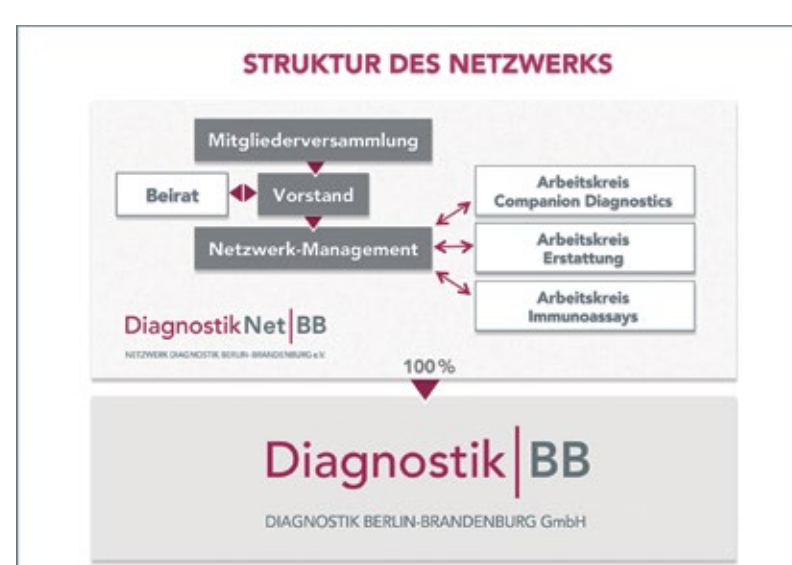 STRUKTUR DES NETZWERKS
Mitgliederversammlung
Beirat
Vorstand
Netzwerk-Management
Arbeitskreis
Companion Diagnostics
Arbeitskreis
Erstattung
Arbeitskreis
Immunoassays
DiagnostikNet|BB
NETZWERK DIAGNOSTIK BERLIN-BRANDENBURG e.V.
100%
Diagnostik|BB
DIAGNOSTIK BERLIN-BRANDENBURG GmbH